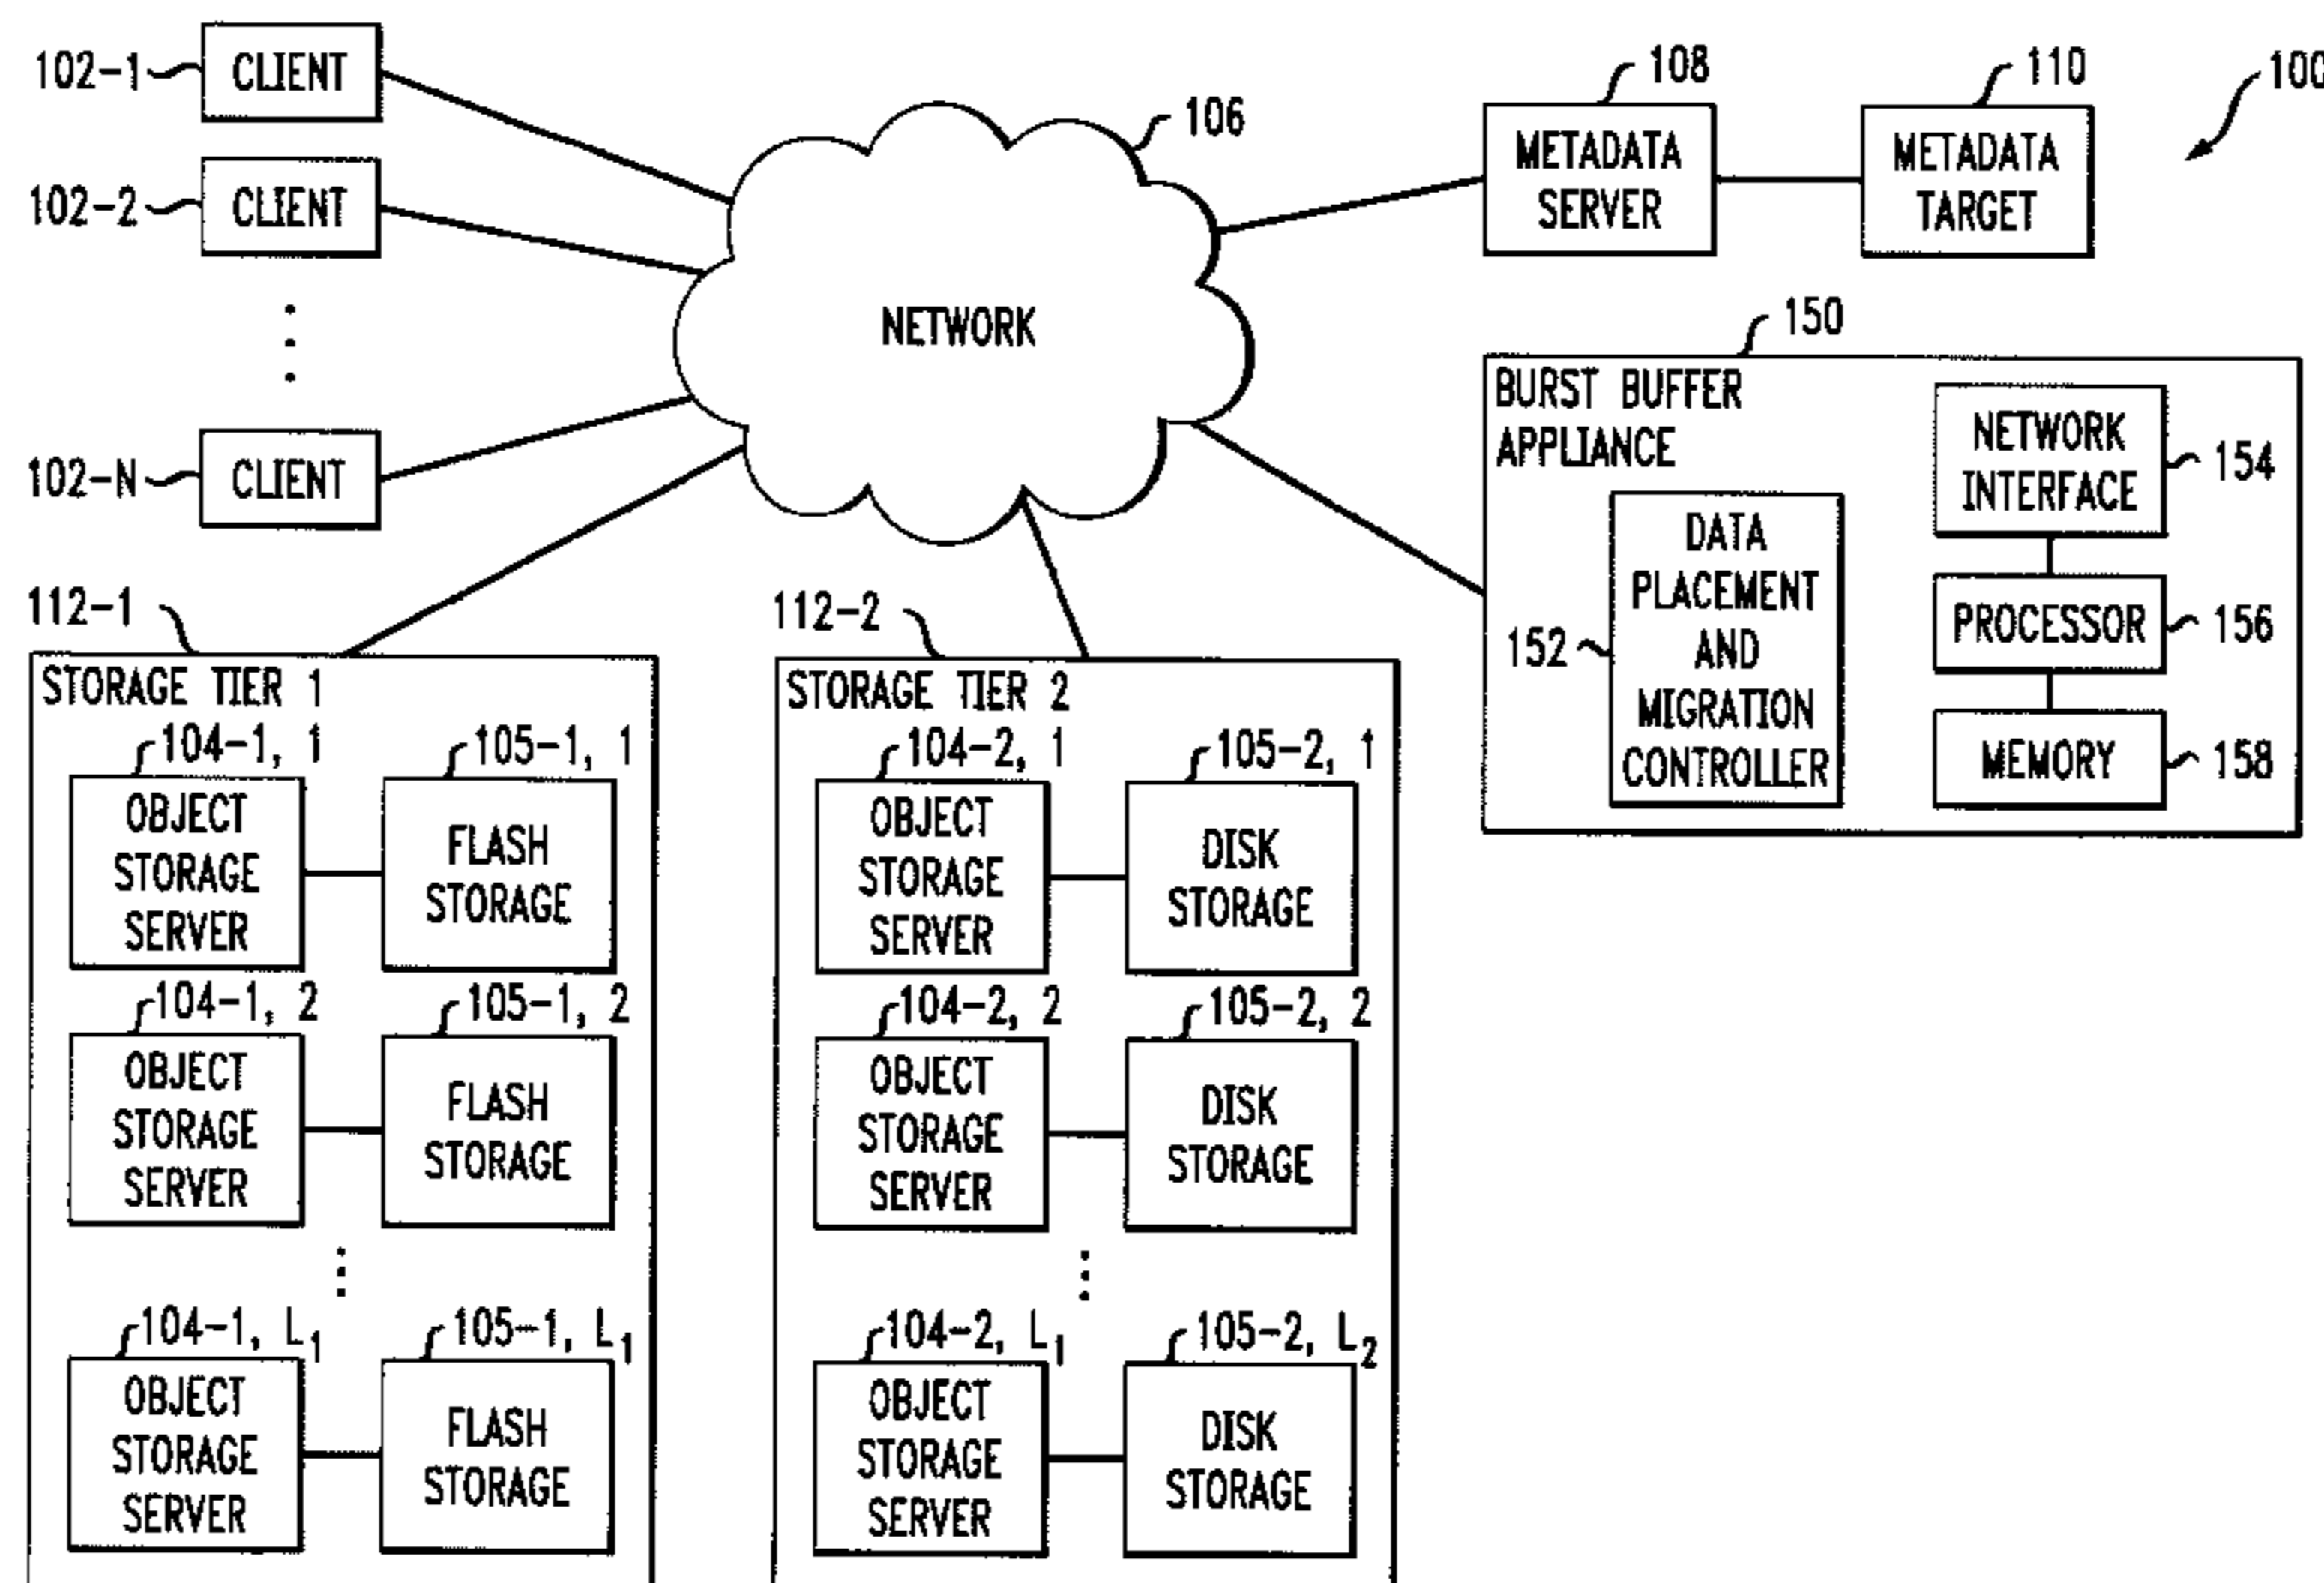 102-1
CLIENT
102-2
CLIENT
102-N
CLIENT
106
NETWORK
108
METADATA
SERVER
110
METADATA
TARGET
100
150
BURST BUFFER
APPLIANCE
152
DATA
PLACEMENT
AND
MIGRATION
CONTROLLER
NETWORK
INTERFACE
154
PROCESSOR
156
MEMORY
158
112-1
STORAGE TIER 1
104-1, 1
OBJECT
STORAGE
SERVER
105-1, 1
FLASH
STORAGE
104-1, 2
OBJECT
STORAGE
SERVER
105-1, 2
FLASH
STORAGE
104-1, L₁
OBJECT
STORAGE
SERVER
105-1, L₁
FLASH
STORAGE
112-2
STORAGE TIER 2
104-2, 1
OBJECT
STORAGE
SERVER
105-2, 1
DISK
STORAGE
104-2, 2
OBJECT
STORAGE
SERVER
105-2, 2
DISK
STORAGE
104-2, L₁
OBJECT
STORAGE
SERVER
105-2, L₂
DISK
STORAGE